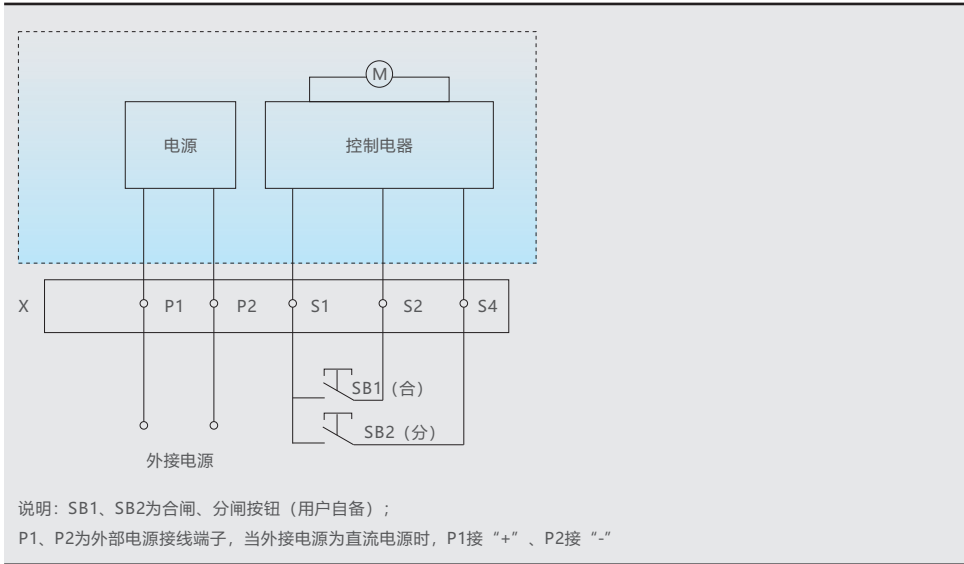 M
电源
控制电器
X P1 P2 S1 S2 S4
SB1（合）
SB2（分）
外接电源
说明：SB1、SB2为合闸、分闸按钮（用户自备）;
P1、P2为外部电源接线端子，当外接电源为直流电源时，P1接“+”、P2接“-”